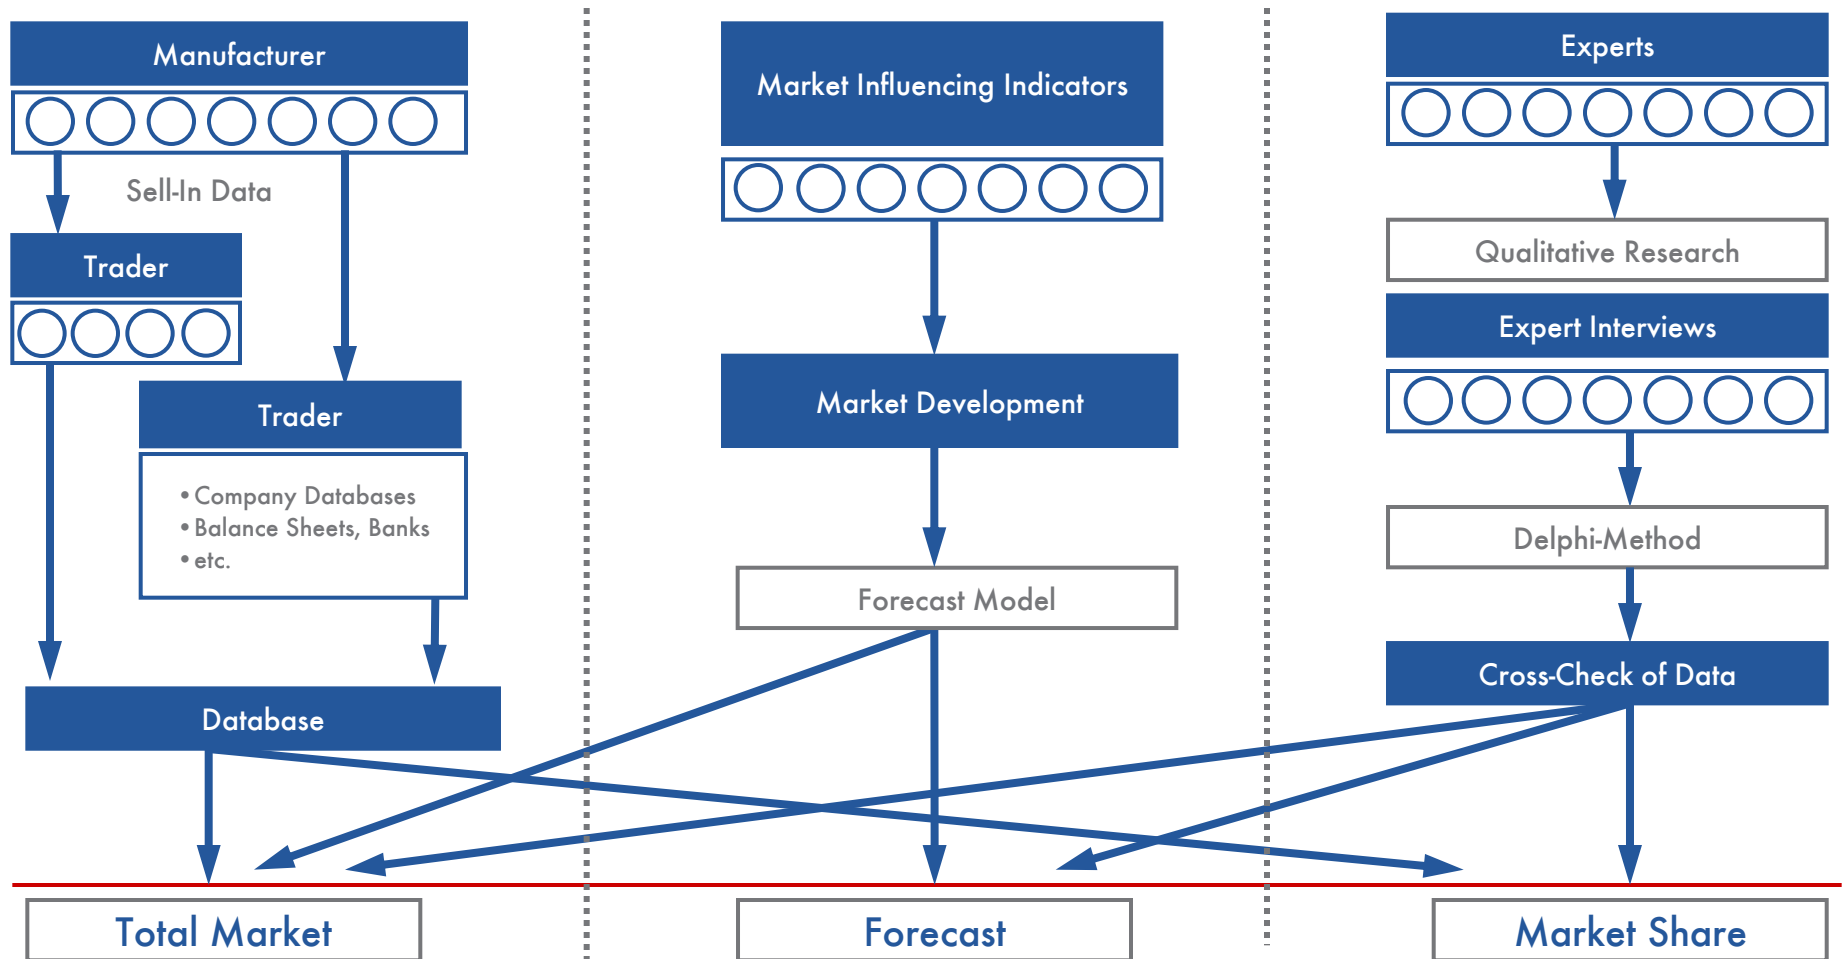 Manufacturer
Sell-In Data
Trader
Trader
• Company Databases
• Balance Sheets, Banks
• etc.
Database
Total Market
Market Influencing Indicators
Market Development
Forecast Model
Forecast
Experts
Qualitative Research
Expert Interviews
Delphi-Method
Cross-Check of Data
Market Share